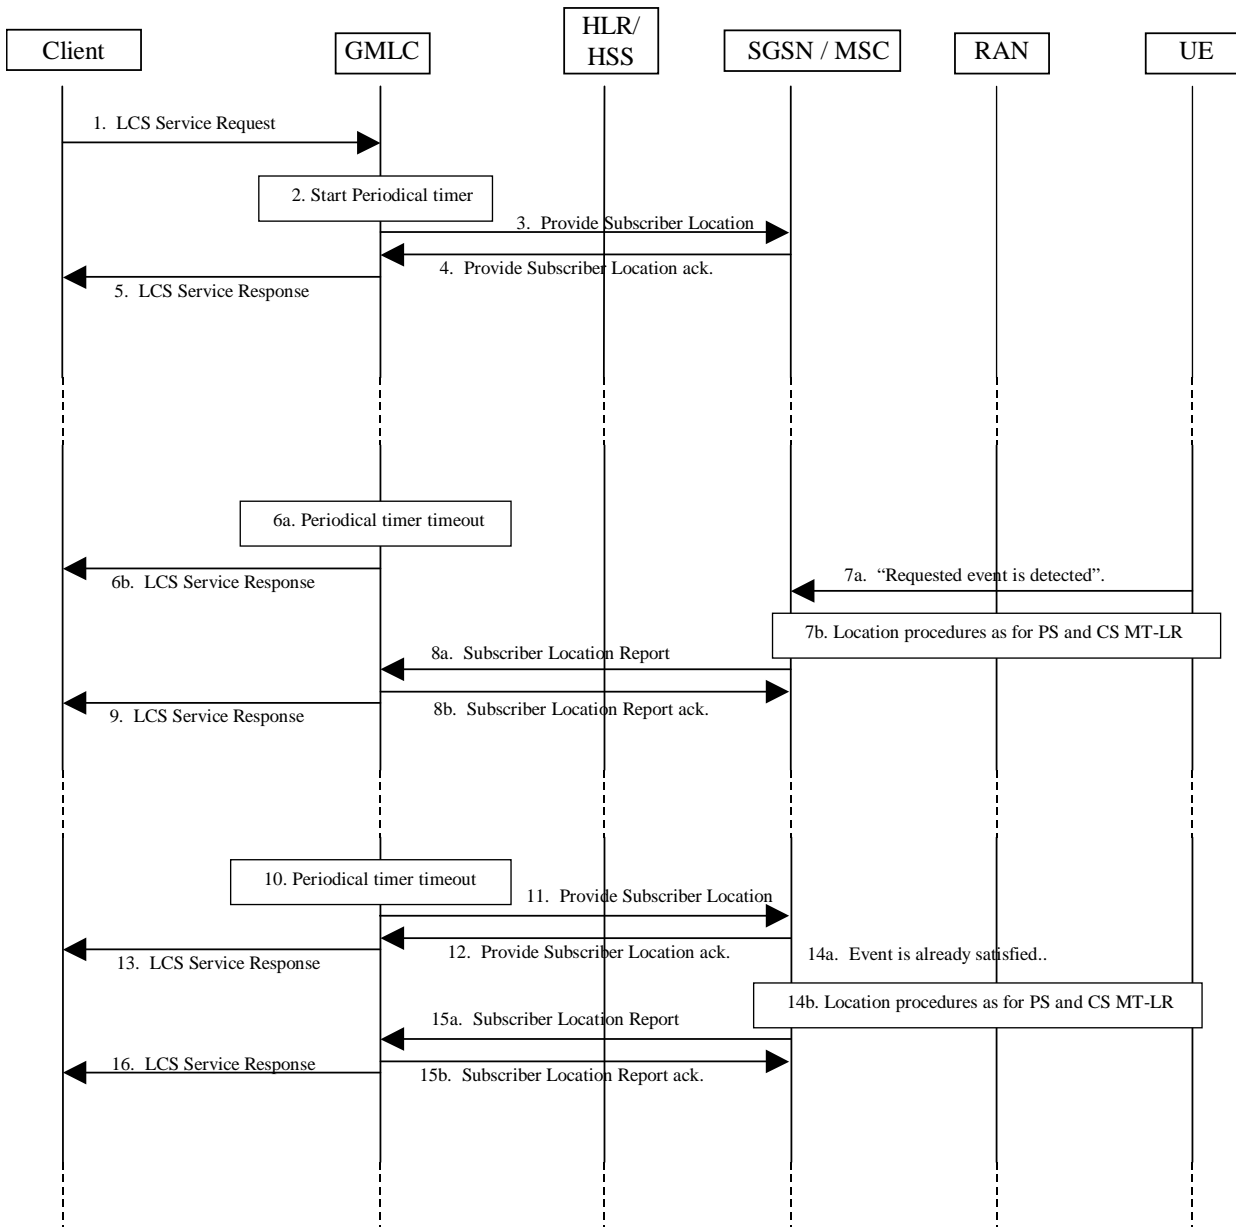 Client
GMLC
HLR/
HSS
SGSN / MSC
RAN
UE
1. LCS Service Request
2. Start Periodical timer
3. Provide Subscriber Location
4. Provide Subscriber Location ack.
5. LCS Service Response
6a. Periodical timer timeout
6b. LCS Service Response
7a. “Requested event is detected”.
7b. Location procedures as for PS and CS MT-LR
8a. Subscriber Location Report
8b. Subscriber Location Report ack.
9. LCS Service Response
10. Periodical timer timeout
11. Provide Subscriber Location
12. Provide Subscriber Location ack.
13. LCS Service Response
14a. Event is already satisfied..
14b. Location procedures as for PS and CS MT-LR
15a. Subscriber Location Report
16. LCS Service Response
15b. Subscriber Location Report ack.